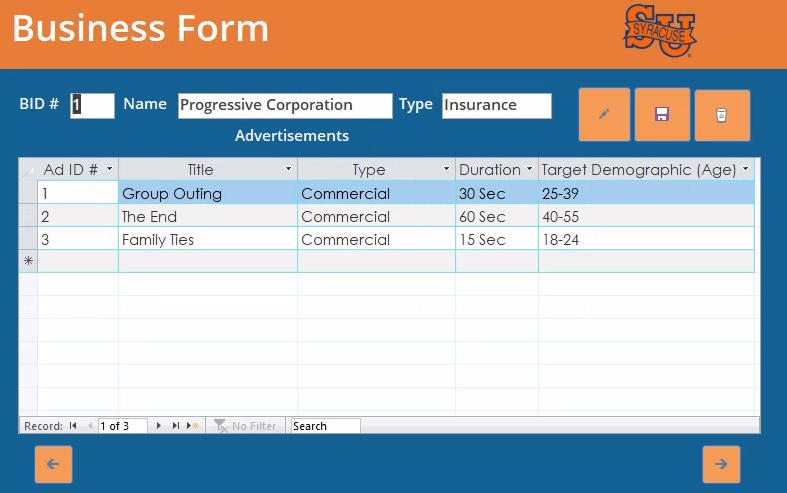 Business Form
SU
SYRACUSE
BID # 1 Name Progressive Corporation Type Insurance
Advertisements
Ad ID # Title Type Duration Target Demographic (Age)
1 Group Outing Commercial 30 Sec 25-39
2 The End Commercial 60 Sec 40-55
3 Family Ties Commercial 15 Sec 18-24
Record: 1 of 3 No Filter Search